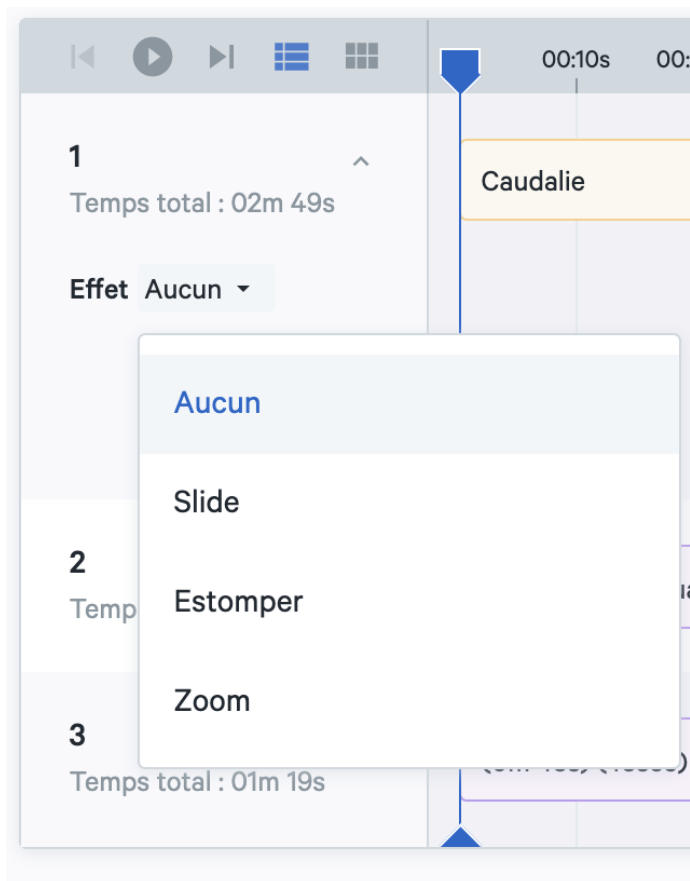 00:10s 00:
1
Temps total : 02m 49s
Caudalie
Effet Aucun
Aucun
Slide
Estomper
Zoom
2
Temp
3
Temps total : 01m 19s